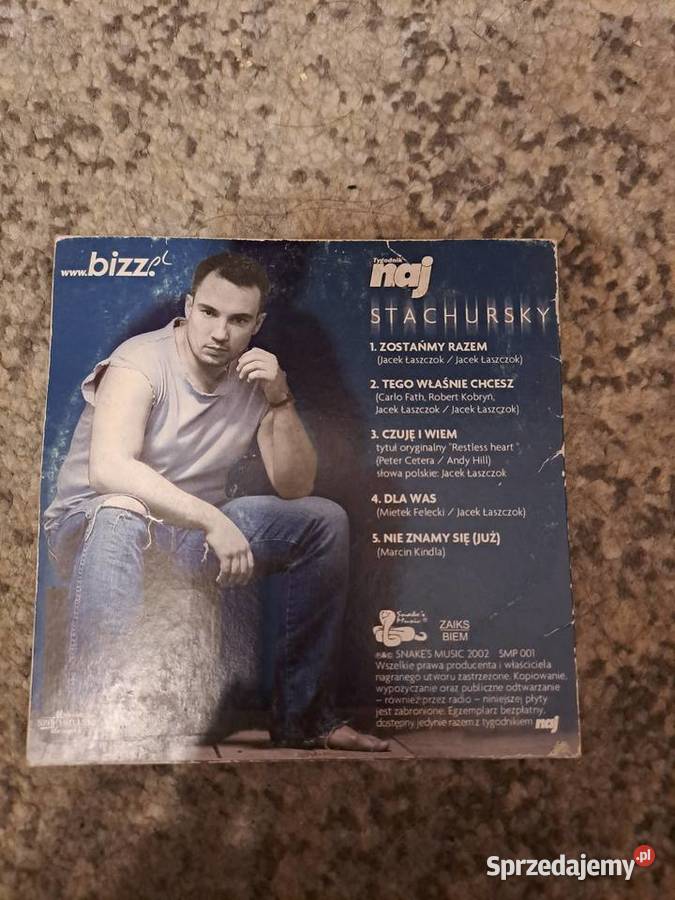 www.bizz.pl
Tygodnik
naj
STACHURSKY
1. ZOSTAŃMY RAZEM
(Jacek Łaszczok / Jacek Łaszczok)
2. TEGO WŁAŚNIE CHCESZ
(Carlo Fath, Robert Kobryn,
Jacek Łaszczok / Jacek Łaszczok)
3. CZUJĘ I WIEM
tytuł oryginalny "Restless heart"
(Peter Cetera / Andy Hill)
słowa polskie: Jacek Łaszczok
4. DLA WAS
(Mietek Felecki / Jacek Łaszczok)
5. NIE ZNAMY SIĘ (JUŻ)
(Marcin Kindla)
Snake's
Music ®
ZAIKS
BIEM
℗&© SNAKE'S MUSIC 2002 SMP 001
Wszelkie prawa producenta i właściciela
nagranego utworu zastrzeżone. Kopiowanie,
wypożyczanie oraz publiczne odtwarzanie
– również przez radio – niniejszej płyty
jest zabronione. Egzemplarz bezpłatny,
dostępny jedynie razem z tygodnikiem naj
Sprzedajemy.pl